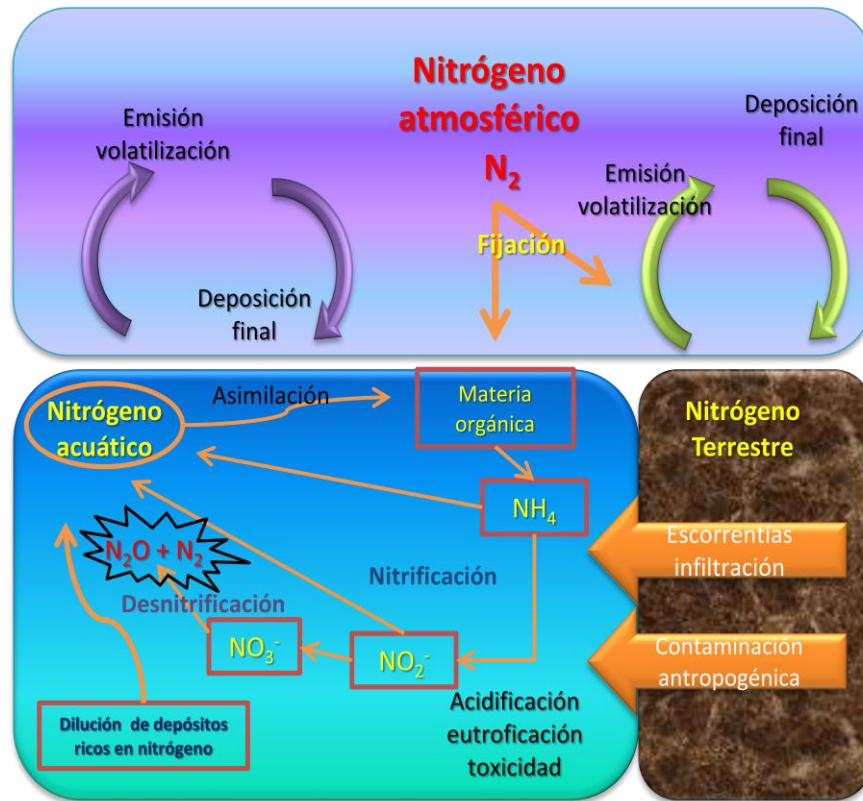 Nitrógeno
atmosférico
N₂
Emisión
volatilización
Deposición
final
Fijación
Emisión
volatilización
Deposición
final
Nitrógeno
acuático
Asimilación
Materia
orgánica
NH₄
N₂O + N₂
Nitrificación
Desnitrificación
NO₃⁻
NO₂⁻
Dilución de depósitos
ricos en nitrógeno
Acidificación
eutroficación
toxicidad
Nitrógeno
Terrestre
Escorrentías
infiltración
Contaminación
antropogénica